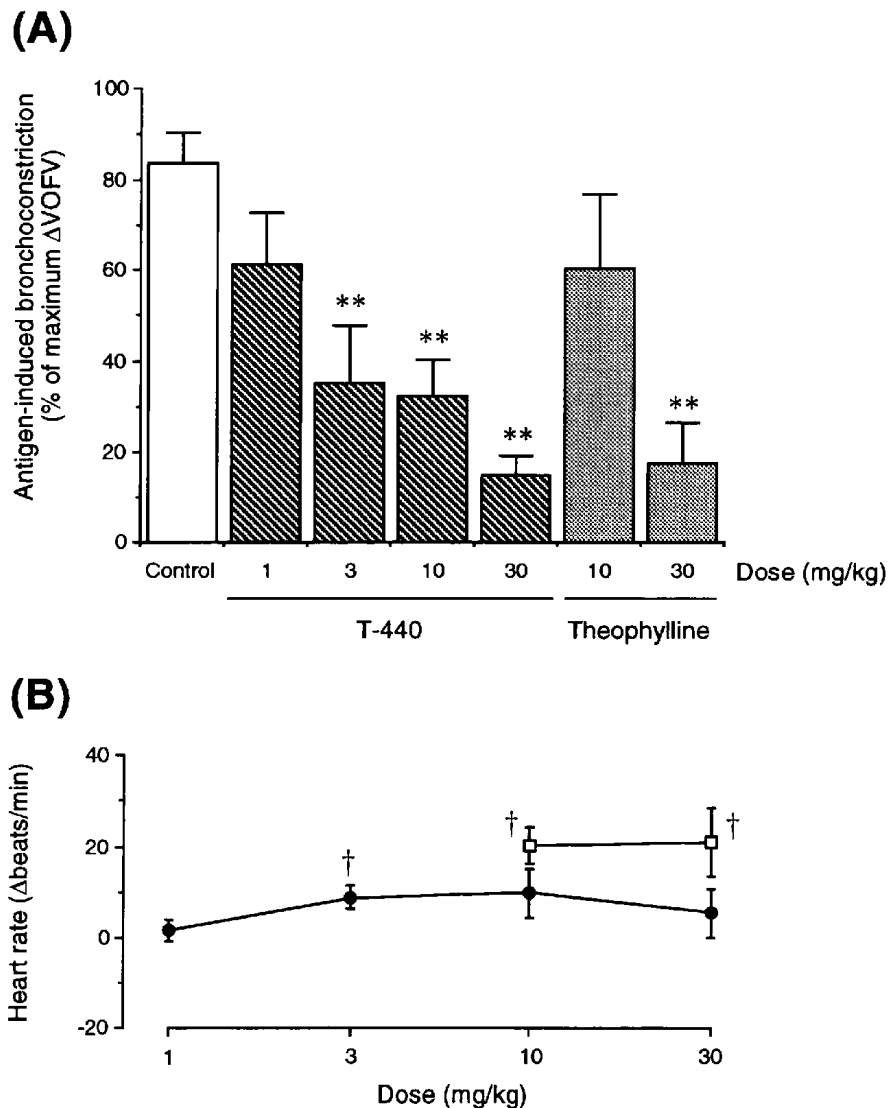 (A)
Antigen-induced bronchoconstriction
(% of maximum ΔVOFV)
100
80
60
40
20
0
**
**
**
**
Control 1 3 10 30 10 30 Dose (mg/kg)
T-440 Theophylline
(B)
Heart rate (Δbeats/min)
40
20
0
-20
†
†
†
1 3 10 30
Dose (mg/kg)